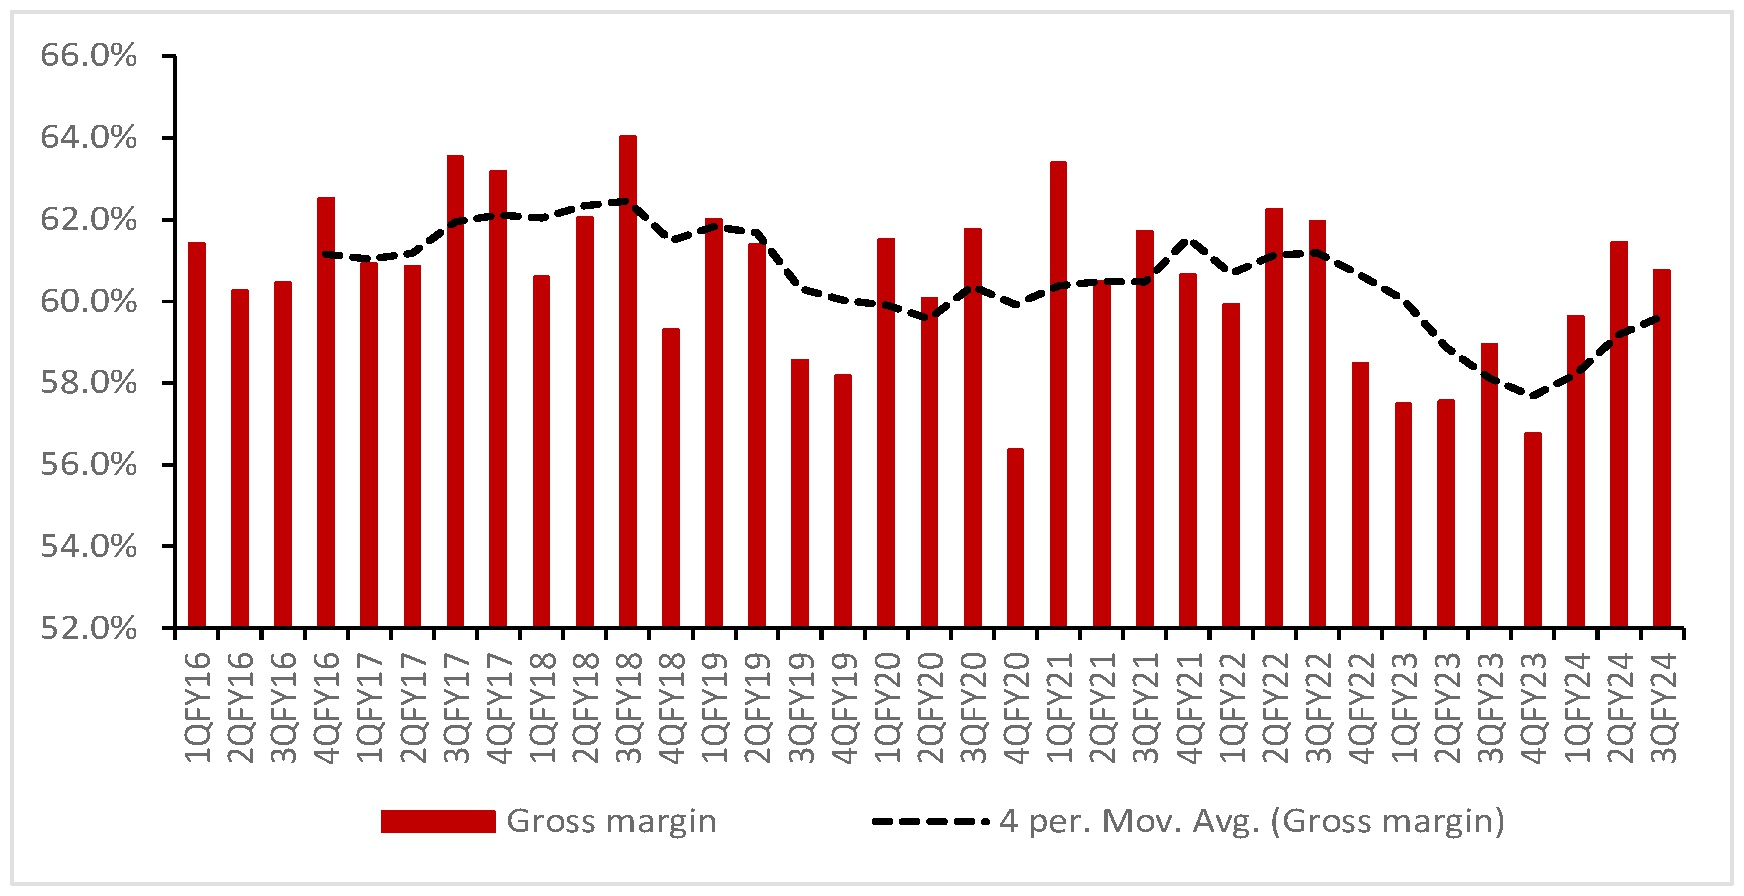 66.0%
64.0%
62.0%
60.0%
58.0%
56.0%
54.0%
52.0%
1QFY16
2QFY16
3QFY16
4QFY16
1QFY17
2QFY17
3QFY17
4QFY17
1QFY18
2QFY18
3QFY18
4QFY18
1QFY19
2QFY19
3QFY19
4QFY19
1QFY20
2QFY20
3QFY20
4QFY20
1QFY21
2QFY21
3QFY21
4QFY21
1QFY22
2QFY22
3QFY22
4QFY22
1QFY23
2QFY23
3QFY23
4QFY23
1QFY24
2QFY24
3QFY24
Gross margin
4 per. Mov. Avg. (Gross margin)